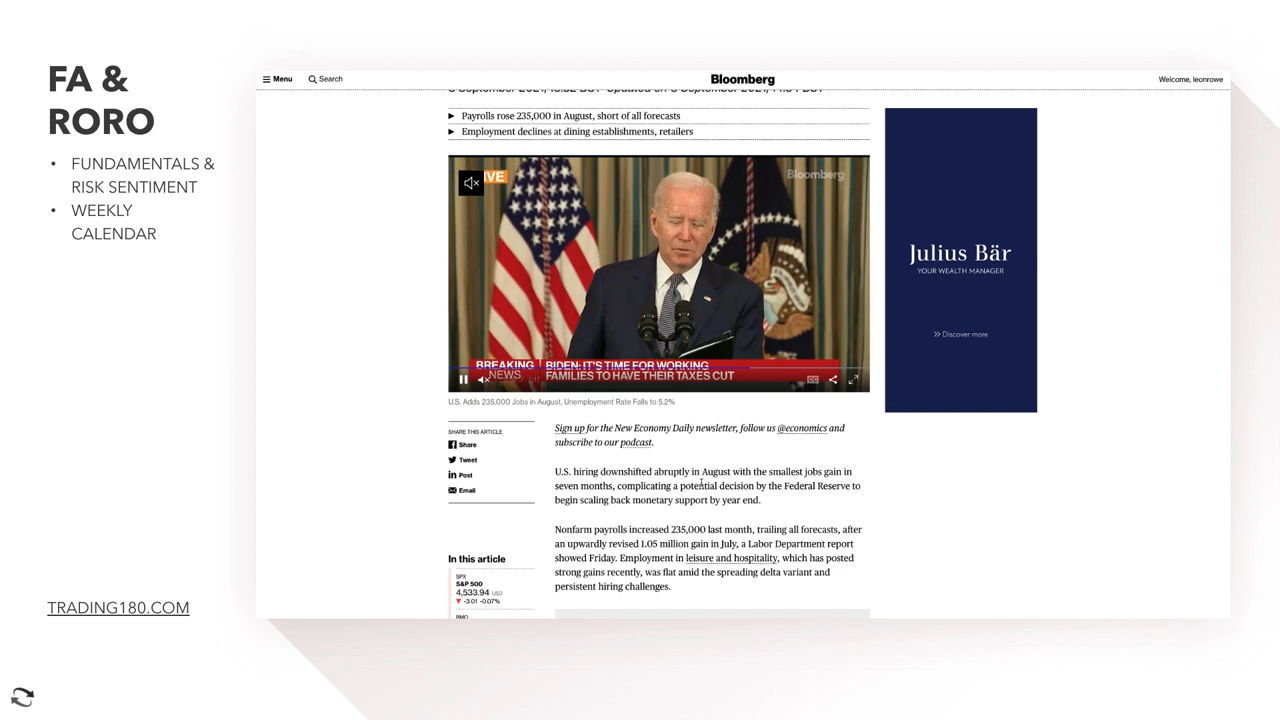 FA &
RORO
• FUNDAMENTALS &
RISK SENTIMENT
• WEEKLY
CALENDAR
TRADING180.COM
Menu
Search
Bloomberg
Welcome, leonrowe
Payrolls rose 235,000 in August, short of all forecasts
Employment declines at dining establishments, retailers
Bloomberg
BREAKING NEWS
BIDEN: IT'S TIME FOR WORKING
FAMILIES TO HAVE THEIR TAXES CUT
CC
U.S. Adds 235,000 Jobs in August, Unemployment Rate Falls to 5.2%
SHARE THIS ARTICLE
Share
Tweet
Post
Email
In this article
SPX
S&P 500
4,533.94 USD
▼ -3.01 -0.07%
Sign up for the New Economy Daily newsletter, follow us @economics and
subscribe to our podcast.
U.S. hiring downshifted abruptly in August with the smallest jobs gain in
seven months, complicating a potential decision by the Federal Reserve to
begin scaling back monetary support by year end.
Nonfarm payrolls increased 235,000 last month, trailing all forecasts, after
an upwardly revised 1.05 million gain in July, a Labor Department report
showed Friday. Employment in leisure and hospitality, which has posted
strong gains recently, was flat amid the spreading delta variant and
persistent hiring challenges.
Julius Bär
YOUR WEALTH MANAGER
>> Discover more